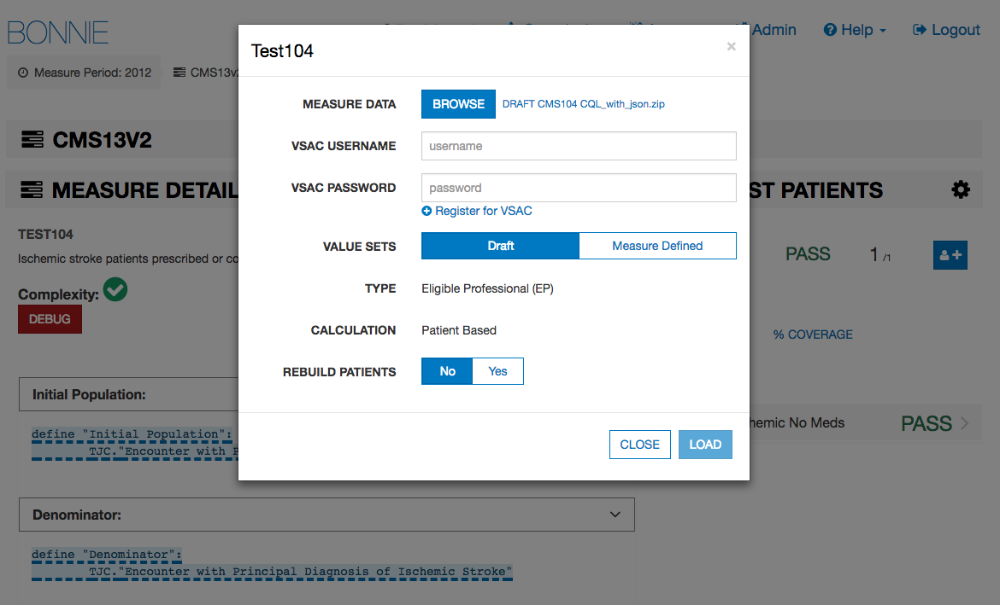 BONNIE
Admin
Help
Logout
Measure Period: 2012
CMS13v2
Test104
×
MEASURE DATA
BROWSE
DRAFT CMS104 CQL_with_json.zip
VSAC USERNAME
username
VSAC PASSWORD
password
Register for VSAC
VALUE SETS
Draft
Measure Defined
TYPE
Eligible Professional (EP)
CALCULATION
Patient Based
REBUILD PATIENTS
No
Yes
CLOSE
LOAD
CMS13V2
MEASURE DETAIL
ST PATIENTS
TEST104
Ischemic stroke patients prescribed or co
Complexity:
DEBUG
PASS
1 /1
% COVERAGE
hemic No Meds
PASS
Initial Population:
define "Initial Population":
TJC."Encounter with P
Denominator:
define "Denominator":
TJC."Encounter with Principal Diagnosis of Ischemic Stroke"